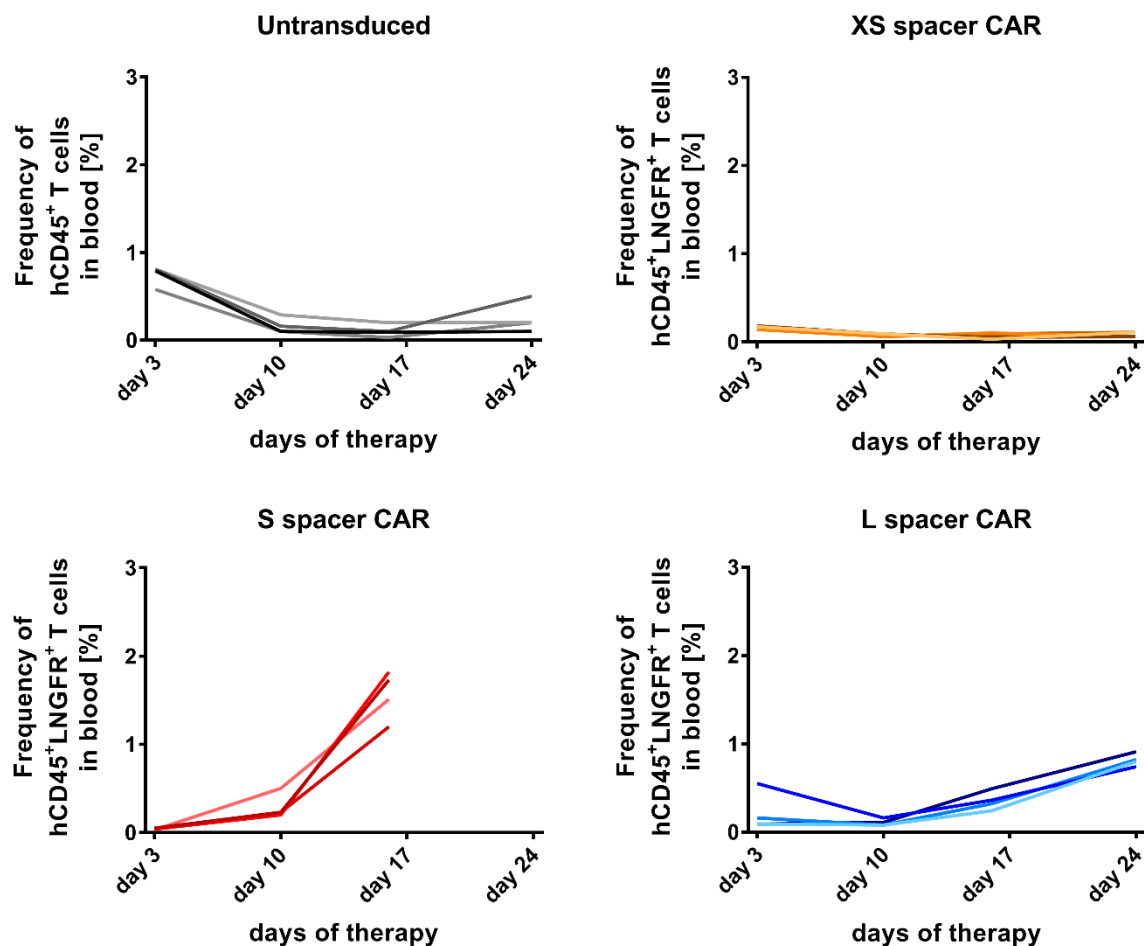 Untransduced
Frequency of
hCD45⁺ T cells
in blood [%]
3
2
1
0
day 3
day 10
day 17
day 24
days of therapy
XS spacer CAR
Frequency of
hCD45⁺LNGFR⁺ T cells
in blood [%]
3
2
1
0
day 3
day 10
day 17
day 24
days of therapy
S spacer CAR
Frequency of
hCD45⁺LNGFR⁺ T cells
in blood [%]
3
2
1
0
day 3
day 10
day 17
day 24
days of therapy
L spacer CAR
Frequency of
hCD45⁺LNGFR⁺ T cells
in blood [%]
3
2
1
0
day 3
day 10
day 17
day 24
days of therapy